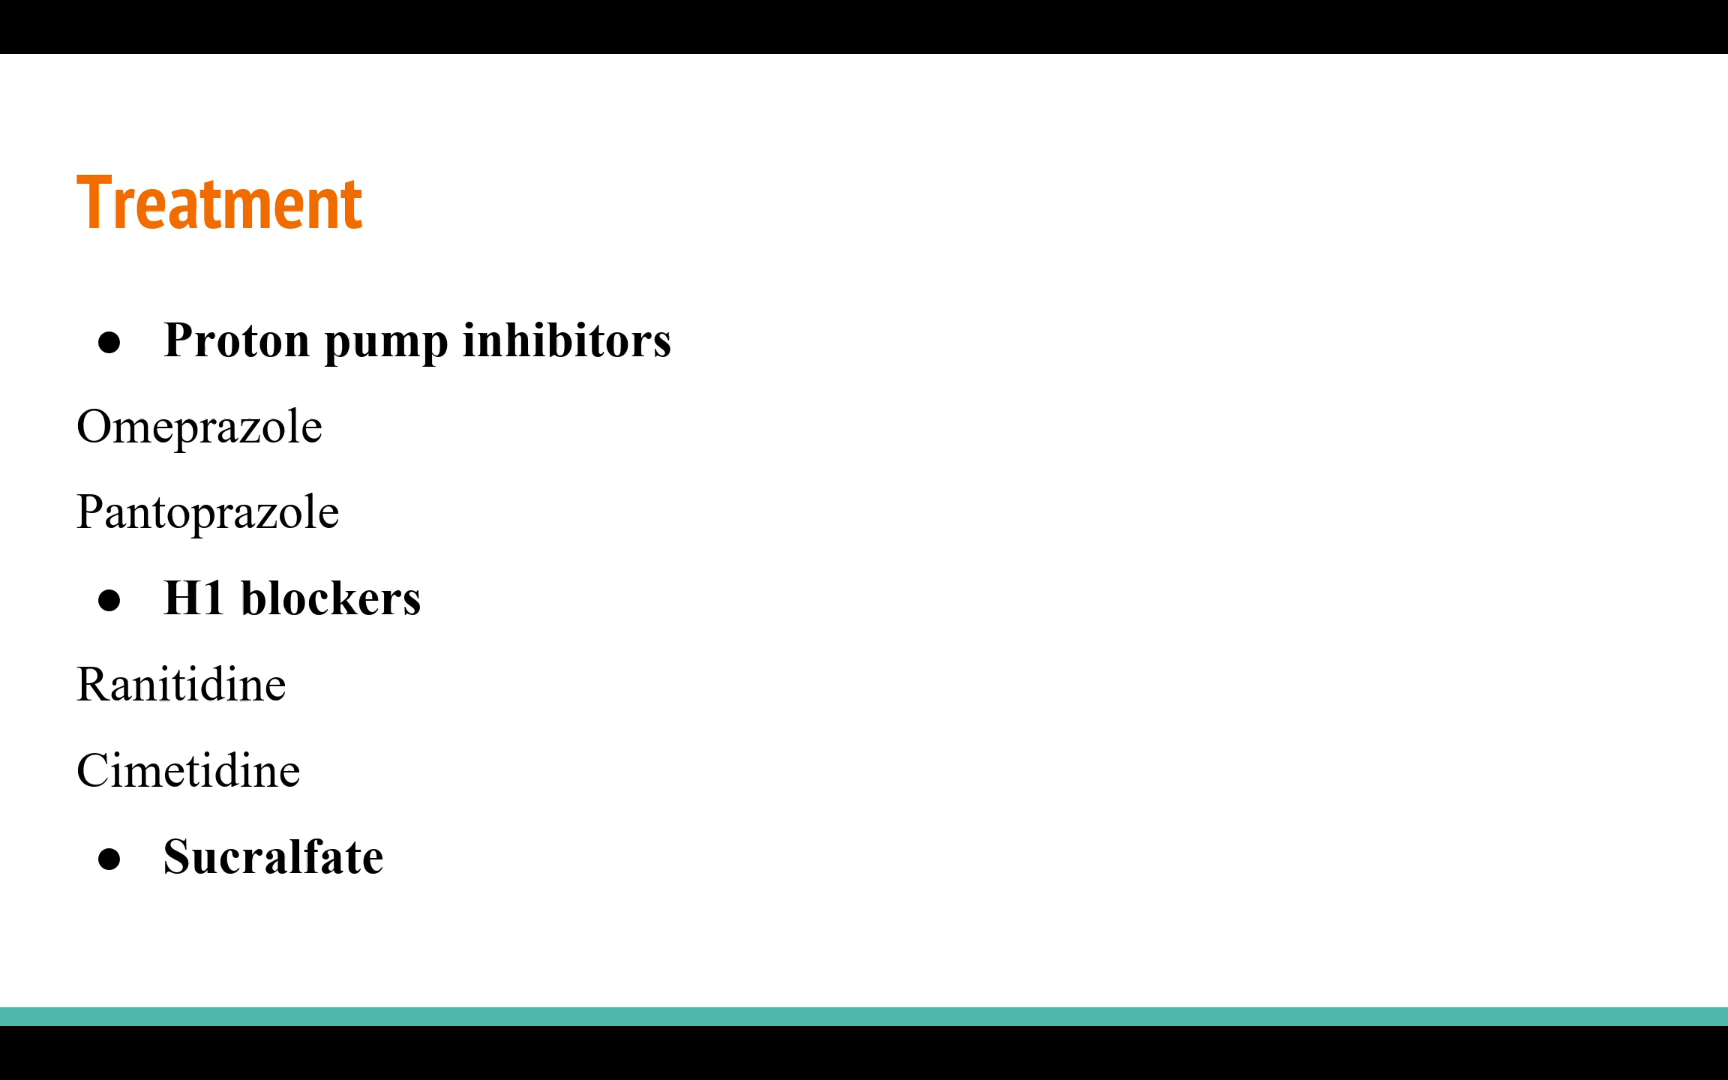 Treatment
● Proton pump inhibitors
Omeprazole
Pantoprazole
● H1 blockers
Ranitidine
Cimetidine
● Sucralfate